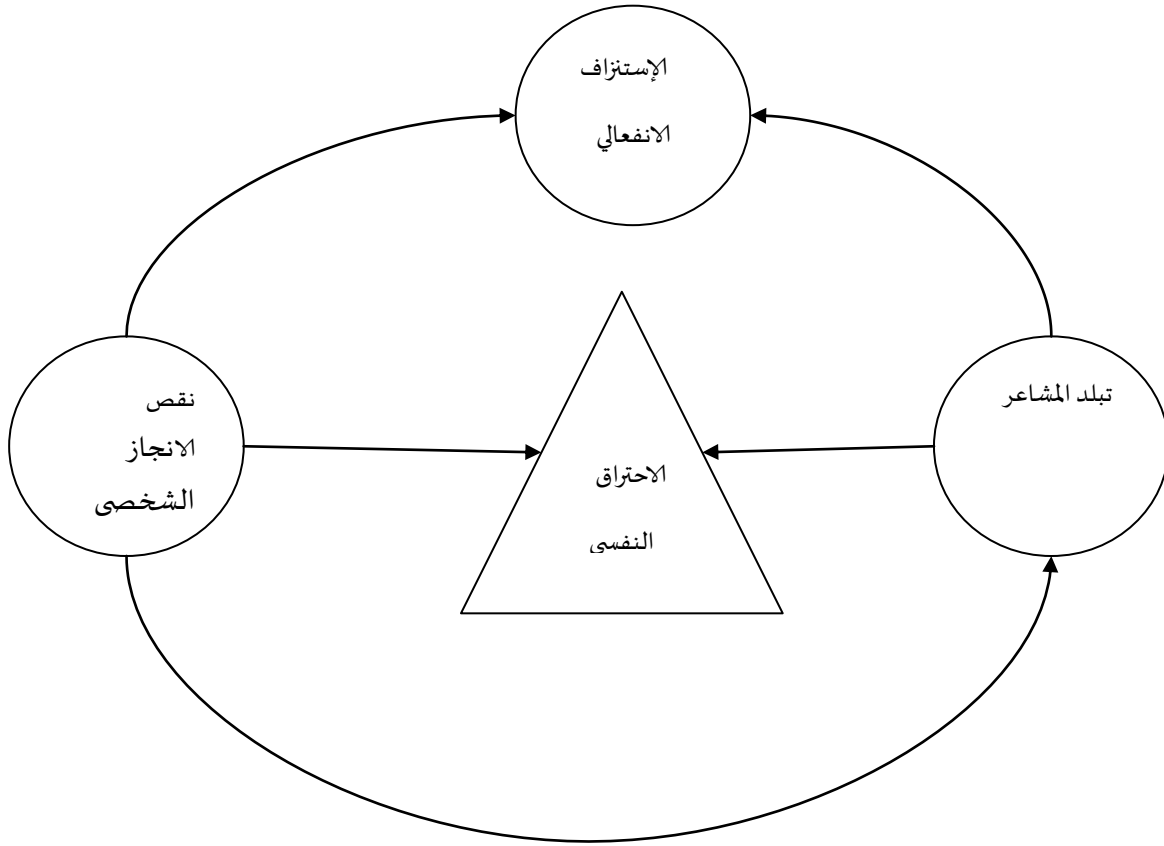 الإستنزاف
الانفعالي
تبلد المشاعر
نقص
الانجاز
الشخصى
الاحتراق
النفسى